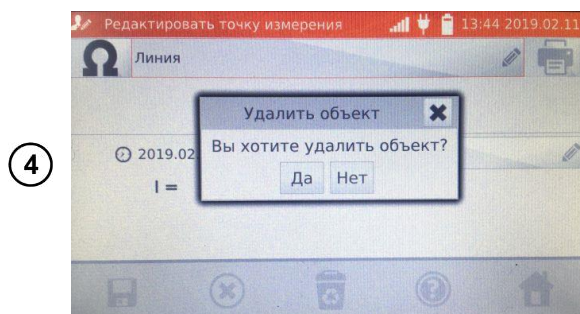 Редактировать точку измерения 13:44 2019.02.11
Ω Линия
Удалить объект
Вы хотите удалить объект?
Да Нет
4
2019.02
I =